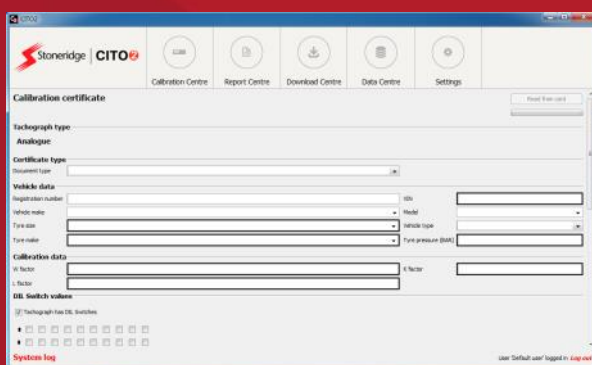 CITO2
Stoneridge CITO2
Calibration Centre Report Centre Download Centre Data Centre Settings
Calibration certificate Read from card
Tachograph type
Analogue
Certificate type
Document type
Vehicle data
Registration number VIN
Vehicle make Model
Tyre size Vehicle type
Tyre make Tyre pressure (BAR)
Calibration data
W factor K factor
L factor
DIL Switch values
Tachograph has DIL Switches
System log User 'Default user' logged in Log out